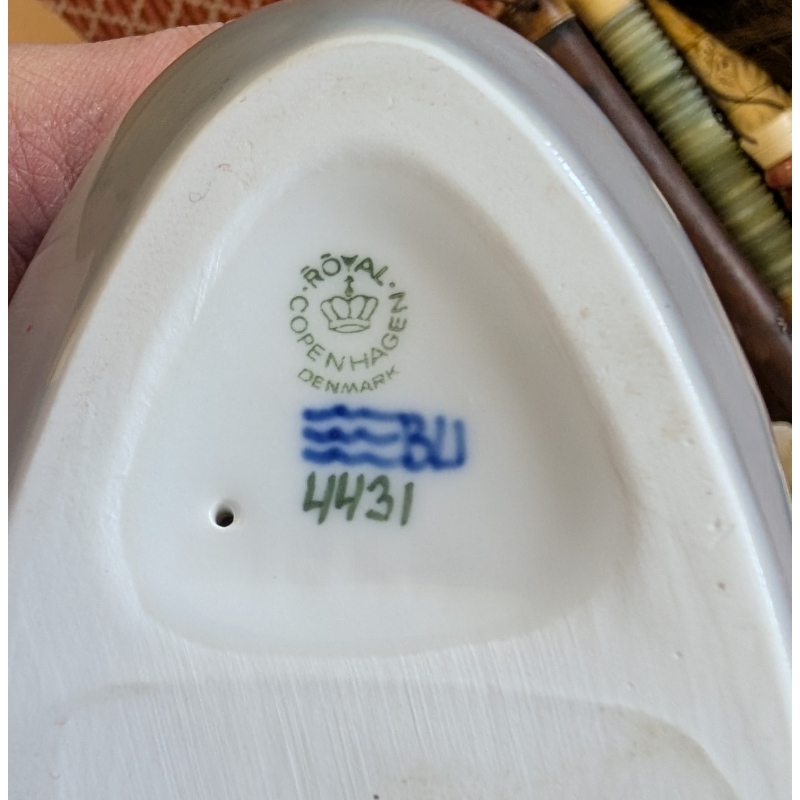 ROYAL
COPENHAGEN
DENMARK
BU
4431